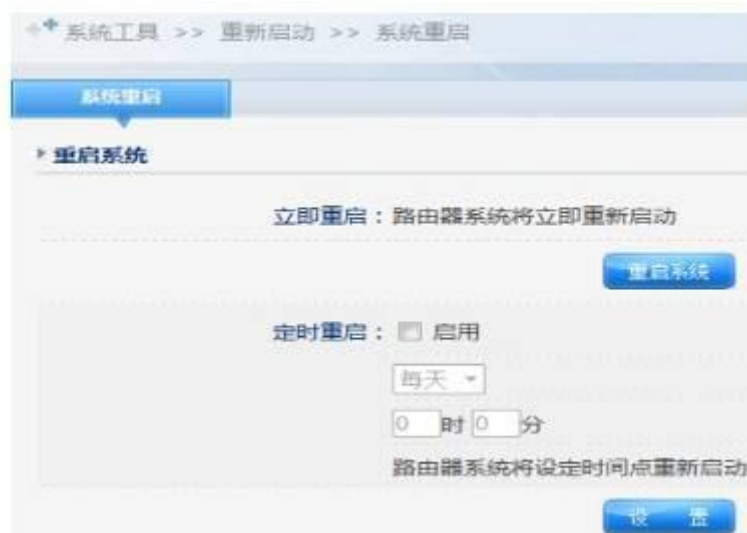 系统工具 >> 重新启动 >> 系统重启
系统重启
重启系统
立即重启：路由器系统将立即重新启动
重启系统
定时重启： 启用
每天
0 时 0 分
路由器系统将设定时间点重新启动
设 置